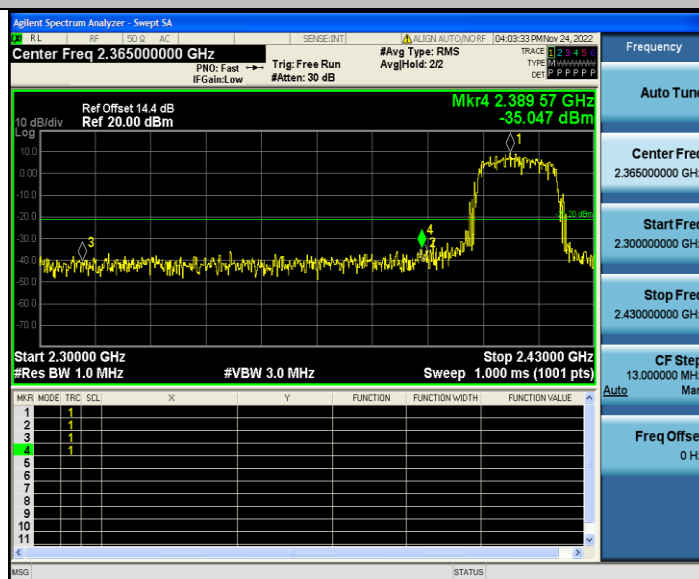 Agilent Spectrum Analyzer - Swept SA
RL RF 50 Ω AC SENSE:INT ALIGN AUTO/NO RF 04:03:33 PM Nov 24, 2022
Center Freq 2.365000000 GHz
PNO: Fast
IFGain:Low
Trig: Free Run
#Atten: 30 dB
#Avg Type: RMS
Avg|Hold: 2/2
TRACE 1 2 3 4 5 6
TYPE M
DET P P P P P P
Frequency
Auto Tune
Center Freq
2.365000000 GHz
Start Freq
2.300000000 GHz
Stop Freq
2.430000000 GHz
CF Step
13.000000 MHz
Auto Man
Freq Offset
0 Hz
Mkr4 2.389 57 GHz
-35.047 dBm
Ref Offset 14.4 dB
10 dB/div Ref 20.00 dBm
Log
10.0
0.00
-10.0
-20.0
-30.0
-40.0
-50.0
-60.0
-70.0
1
4
2
3
Start 2.30000 GHz Stop 2.43000 GHz
#Res BW 1.0 MHz #VBW 3.0 MHz Sweep 1.000 ms (1001 pts)
MKR MODE TRC SCL X Y FUNCTION FUNCTION WIDTH FUNCTION VALUE
1 1
2 1
3 1
4 1
5
6
7
8
9
10
11
MSG STATUS